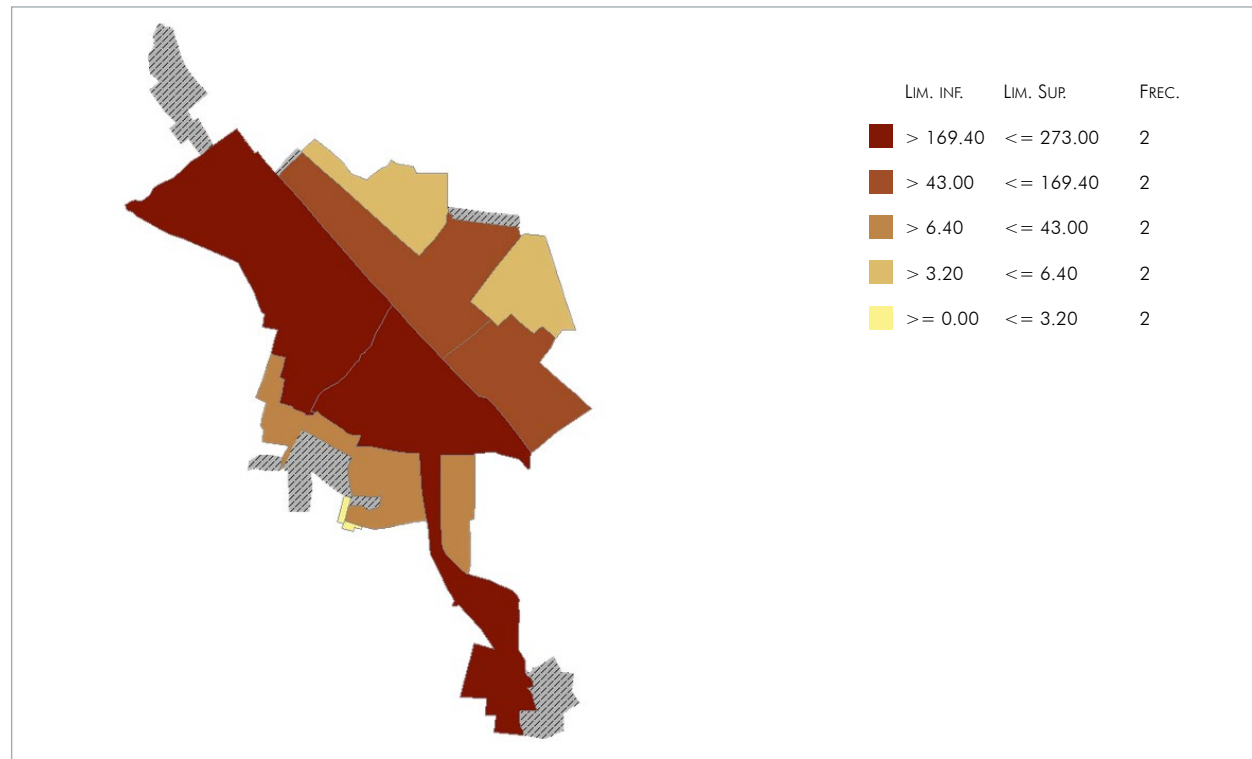 LIM. INF. LIM. SUP. FREC.
> 169.40 <= 273.00 2
> 43.00 <= 169.40 2
> 6.40 <= 43.00 2
> 3.20 <= 6.40 2
>= 0.00 <= 3.20 2